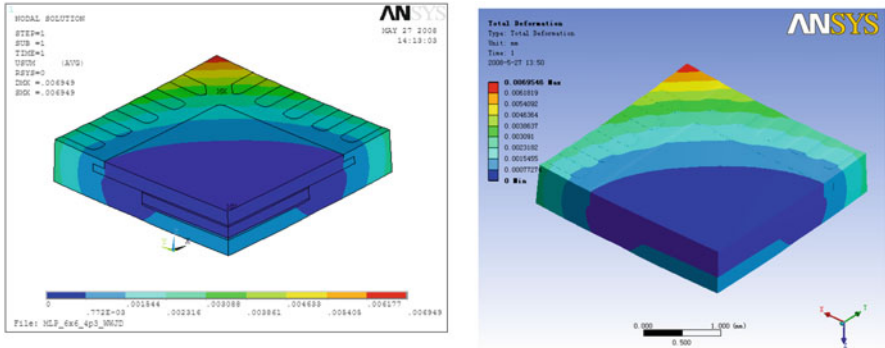 NODAL SOLUTION
STEP=1
SUB =1
TIME=1
USUM (AVG)
RSYS=0
DMX =.006949
SMX =.006949
ANSYS
MAY 27 2008
14:13:03
MX
0 .001544 .003088 .004633 .006177
.772E-03 .002316 .003861 .005405 .006949
File: MLP_6x6_4p3_WWJD
Total Deformation
Type: Total Deformation
Unit: mm
Time: 1
2008-5-27 13:50
ANSYS
0.0069546 Max
0.0061819
0.0054092
0.0046364
0.0038637
0.003091
0.0023182
0.0015455
0.00077274
0 Min
0.000 1.000 (mm)
0.500